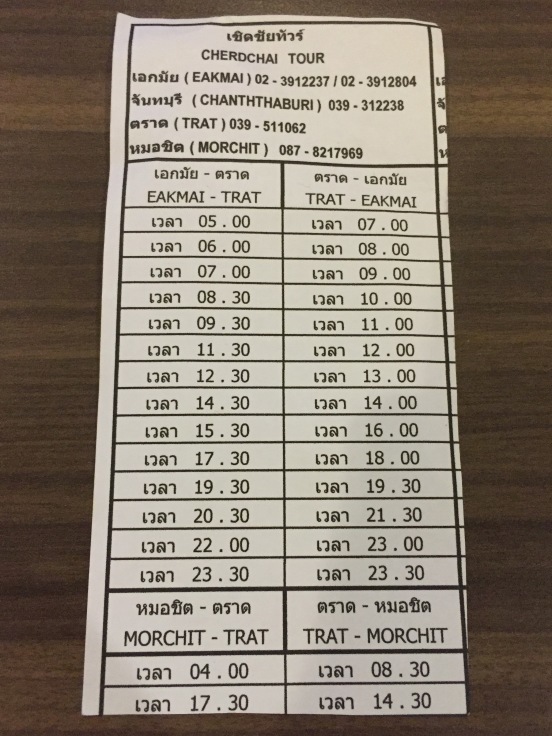 เชิดชัยทัวร์
CHERDCHAI TOUR
เอกมัย ( EAKMAI ) 02 - 3912237 / 02 - 3912804
จันทบุรี ( CHANTHTHABURI ) 039 - 312238
ตราด ( TRAT ) 039 - 511062
หมอชิต ( MORCHIT ) 087 - 8217969
เอกมัย - ตราด ตราด - เอกมัย
EAKMAI - TRAT TRAT - EAKMAI
เวลา 05 . 00 เวลา 07 . 00
เวลา 06 . 00 เวลา 08 . 00
เวลา 07 . 00 เวลา 09 . 00
เวลา 08 . 30 เวลา 10 . 00
เวลา 09 . 30 เวลา 11 . 00
เวลา 11 . 30 เวลา 12 . 00
เวลา 12 . 30 เวลา 13 . 00
เวลา 14 . 30 เวลา 14 . 00
เวลา 15 . 30 เวลา 16 . 00
เวลา 17 . 30 เวลา 18 . 00
เวลา 19 . 30 เวลา 19 . 30
เวลา 20 . 30 เวลา 21 . 30
เวลา 22 . 00 เวลา 23 . 00
เวลา 23 . 30 เวลา 23 . 30
หมอชิต - ตราด ตราด - หมอชิต
MORCHIT - TRAT TRAT - MORCHIT
เวลา 04 . 00 เวลา 08 . 30
เวลา 17 . 30 เวลา 14 . 30